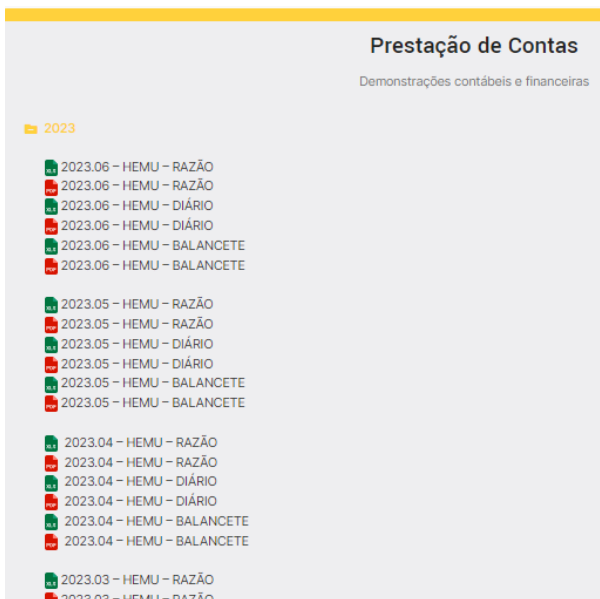 Prestação de Contas
Demonstrações contábeis e financeiras
2023
2023.06 – HEMU – RAZÃO
2023.06 – HEMU – RAZÃO
2023.06 – HEMU – DIÁRIO
2023.06 – HEMU – DIÁRIO
2023.06 – HEMU – BALANCETE
2023.06 – HEMU – BALANCETE
2023.05 – HEMU – RAZÃO
2023.05 – HEMU – RAZÃO
2023.05 – HEMU – DIÁRIO
2023.05 – HEMU – DIÁRIO
2023.05 – HEMU – BALANCETE
2023.05 – HEMU – BALANCETE
2023.04 – HEMU – RAZÃO
2023.04 – HEMU – RAZÃO
2023.04 – HEMU – DIÁRIO
2023.04 – HEMU – DIÁRIO
2023.04 – HEMU – BALANCETE
2023.04 – HEMU – BALANCETE
2023.03 – HEMU – RAZÃO
2023.03 – HEMU – RAZÃO